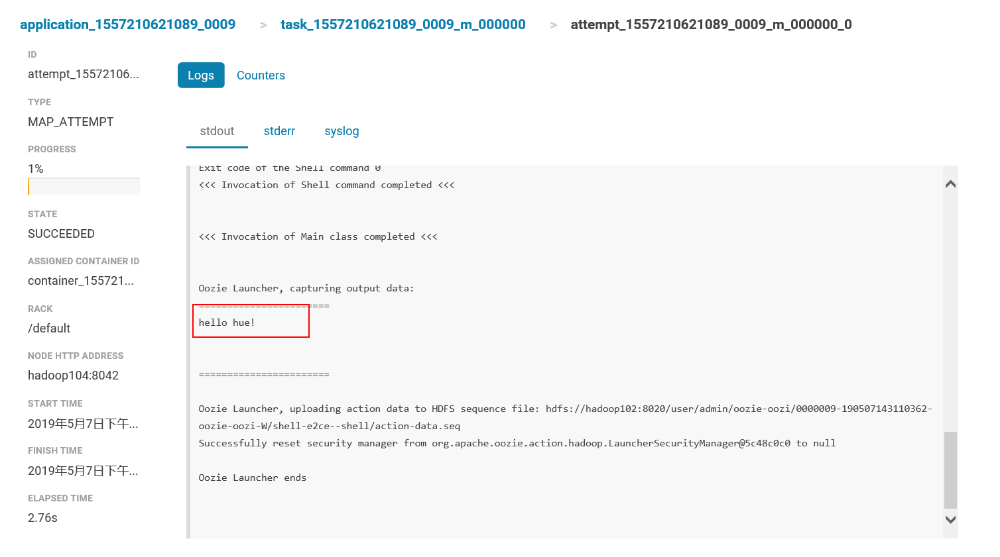 application_1557210621089_0009 > task_1557210621089_0009_m_000000 > attempt_1557210621089_0009_m_000000_0
ID
attempt_15572106...
TYPE
MAP_ATTEMPT
PROGRESS
1%
STATE
SUCCEEDED
ASSIGNED CONTAINER ID
container_155721...
RACK
/default
NODE HTTP ADDRESS
hadoop104:8042
START TIME
2019年5月7日下午...
FINISH TIME
2019年5月7日下午...
ELAPSED TIME
2.76s
Logs Counters
stdout stderr syslog
Exit code of the Shell command 0
<<< Invocation of Shell command completed <<<
<<< Invocation of Main class completed <<<
Oozie Launcher, capturing output data:
=======================
hello hue!
=======================
Oozie Launcher, uploading action data to HDFS sequence file: hdfs://hadoop102:8020/user/admin/oozie-oozi/0000009-190507143110362-
oozie-oozi-W/shell-e2ce--shell/action-data.seq
Successfully reset security manager from org.apache.oozie.action.hadoop.LauncherSecurityManager@5c48c0c0 to null
Oozie Launcher ends